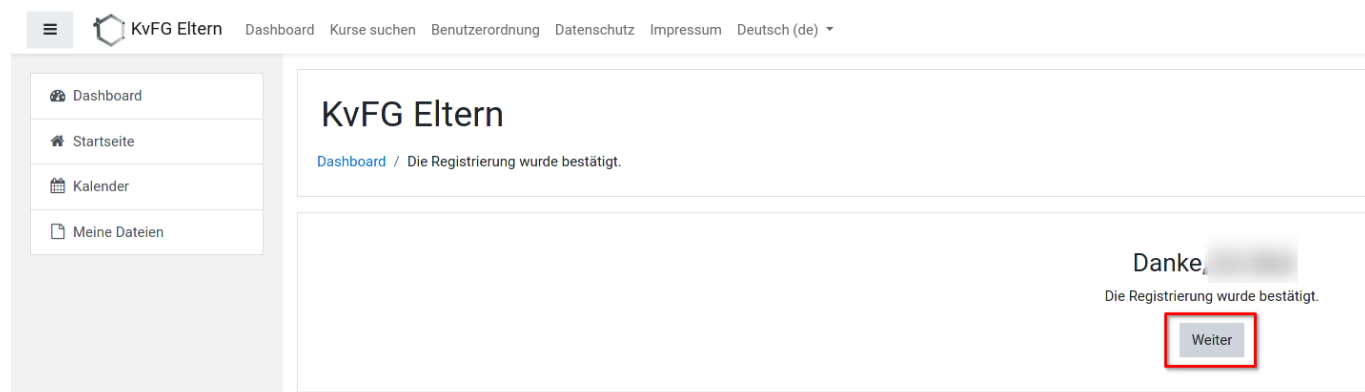 KvFG Eltern Dashboard Kurse suchen Benutzerordnung Datenschutz Impressum Deutsch (de)
Dashboard
Startseite
Kalender
Meine Dateien
KvFG Eltern
Dashboard / Die Registrierung wurde bestätigt.
Danke,
Die Registrierung wurde bestätigt.
Weiter